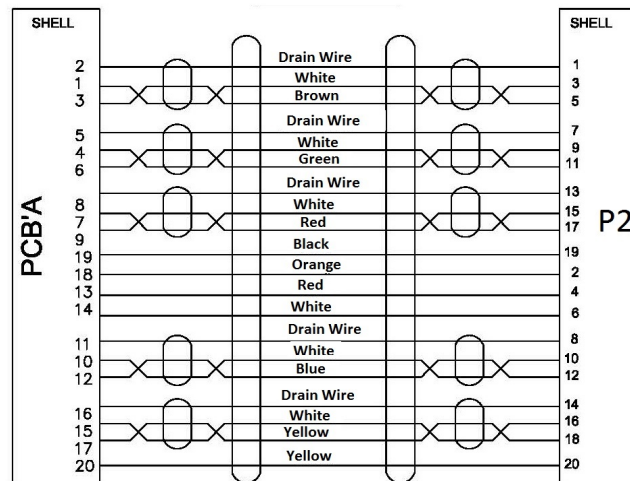 SHELL SHELL
2 Drain Wire 1
1 White 3
3 Brown 5
5 Drain Wire 7
4 White 9
6 Green 11
Drain Wire 13
8 White 15
7 Red 17
9
PCB'A P2
Black 19
19 Orange 2
18 Red 4
13
14 White 6
11 Drain Wire 8
10 White 10
12 Blue 12
Drain Wire 14
16 White 16
15 Yellow 18
17
20 Yellow 20